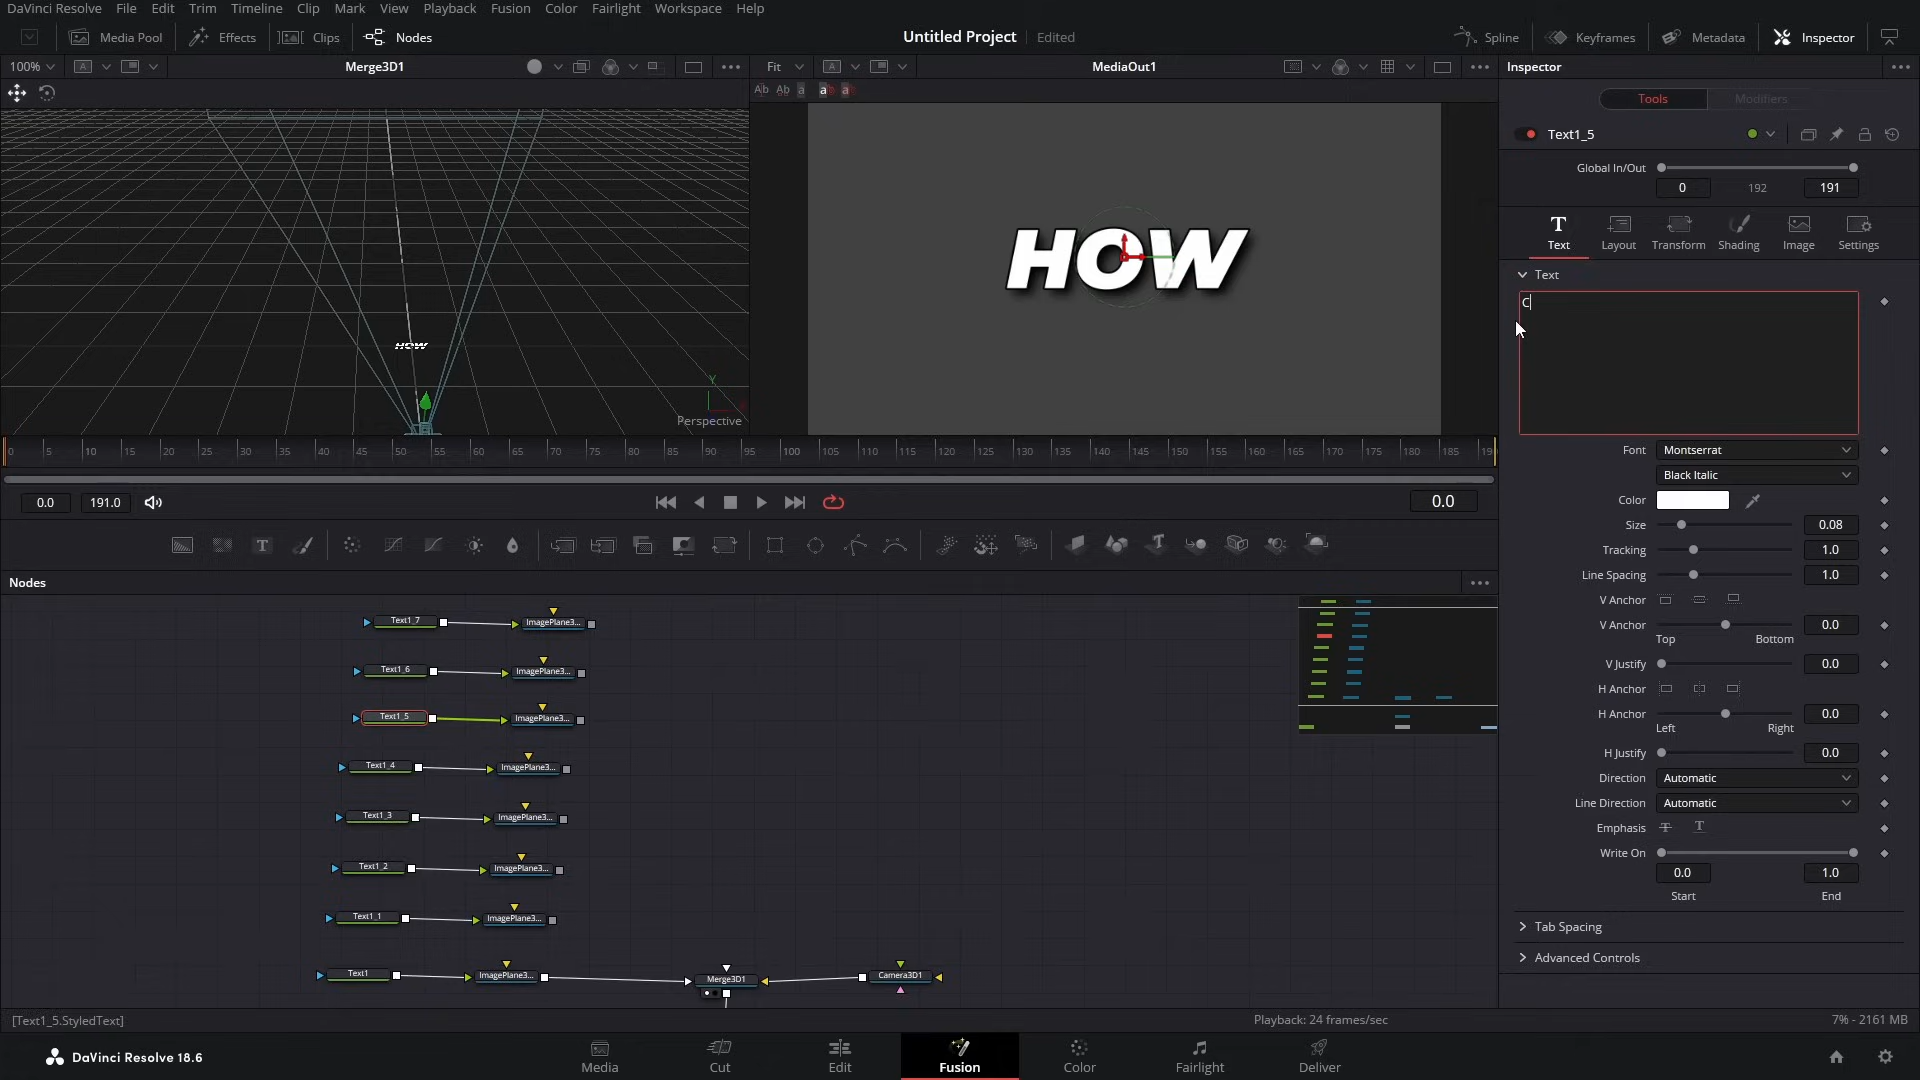 DaVinci Resolve File Edit Trim Timeline Clip Mark View Playback Fusion Color Fairlight Workspace Help
Media Pool Effects Clips Nodes Untitled Project Edited Spline Keyframes Metadata Inspector
100% A Merge3D1 Fit A MediaOut1 Inspector
Ab Ab a
Tools Modifiers
Text1_5
Global In/Out
0 192 191
Text Layout Transform Shading Image Settings
Text
C
HOW
HOW
Y
Perspective
0 5 10 15 20 25 30 35 40 45 50 55 60 65 70 75 80 85 90 95 100 105 110 115 120 125 130 135 140 145 150 155 160 165 170 175 180 185
0.0 191.0 0.0
Font Montserrat
Black Italic
Color
Size 0.08
Tracking 1.0
Line Spacing 1.0
V Anchor
V Anchor 0.0
Top Bottom
V Justify 0.0
H Anchor
H Anchor 0.0
Left Right
H Justify 0.0
Direction Automatic
Line Direction Automatic
Emphasis
Write On
0.0 1.0
Start End
Tab Spacing
Advanced Controls
Nodes
Text1_7 ImagePlane3...
Text1_6 ImagePlane3...
Text1_5 ImagePlane3...
Text1_4 ImagePlane3...
Text1_3 ImagePlane3...
Text1_2 ImagePlane3...
Text1_1 ImagePlane3...
Text1 ImagePlane3... Merge3D1 Camera3D1
[Text1_5.StyledText] Playback: 24 frames/sec 7% - 2161 MB
DaVinci Resolve 18.6
Media Cut Edit Fusion Color Fairlight Deliver